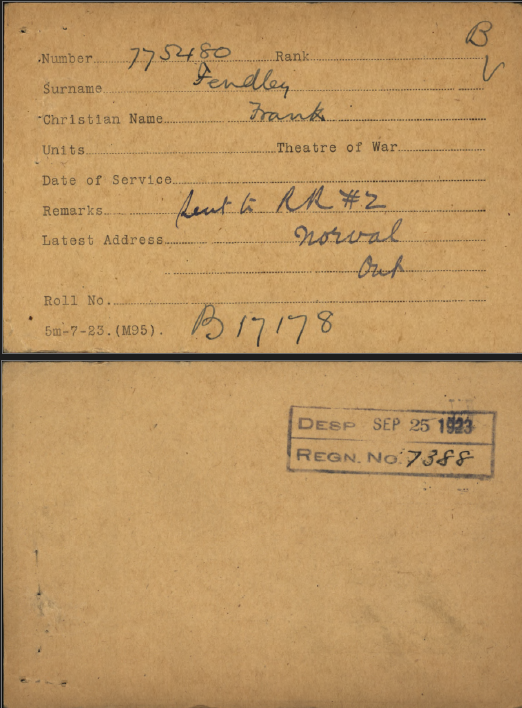 B
Number 775480 Rank
Surname Fendley
Christian Name Frank
Units Theatre of War
Date of Service
Remarks Sent to RR #2
Latest Address Norval
Ont
Roll No.
5m-7-23.(M95). B17178
DESP SEP 25 1923
REGN. No. 7388